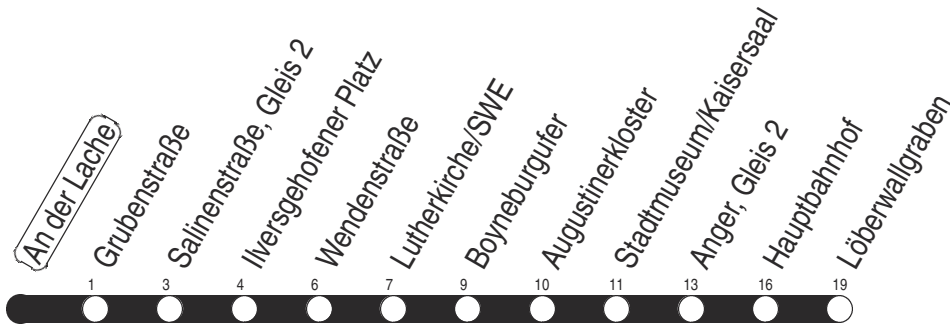 An der Lache
Grubenstraße
Salinenstraße, Gleis 2
Ilversgehofener Platz
Wendenstraße
Lutherkirche/SWE
Boyneburgufer
Augustinerkloster
Stadtmuseum/Kaisersaal
Anger, Gleis 2
Hauptbahnhof
Löberwallgraben
1 3 4 6 7 9 10 11 13 16 19